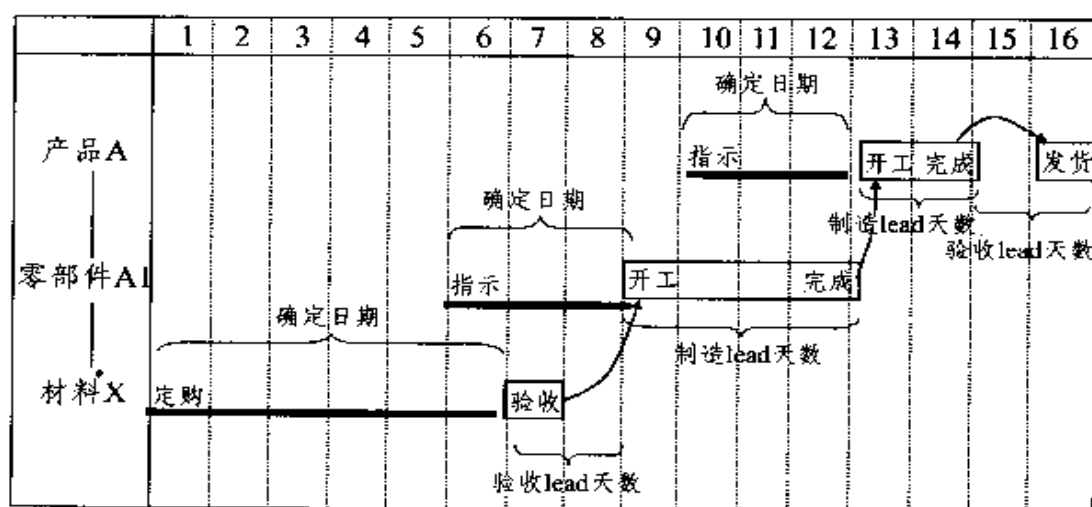 1 2 3 4 5 6 7 8 9 10 11 12 13 14 15 16
确定日期
产品A 指示 开工 完成 发货
确定日期 制造lead天数
验收lead天数
零部件A1 指示 开工 完成
确定日期 制造lead天数
材料X 定购 验收
验收lead天数